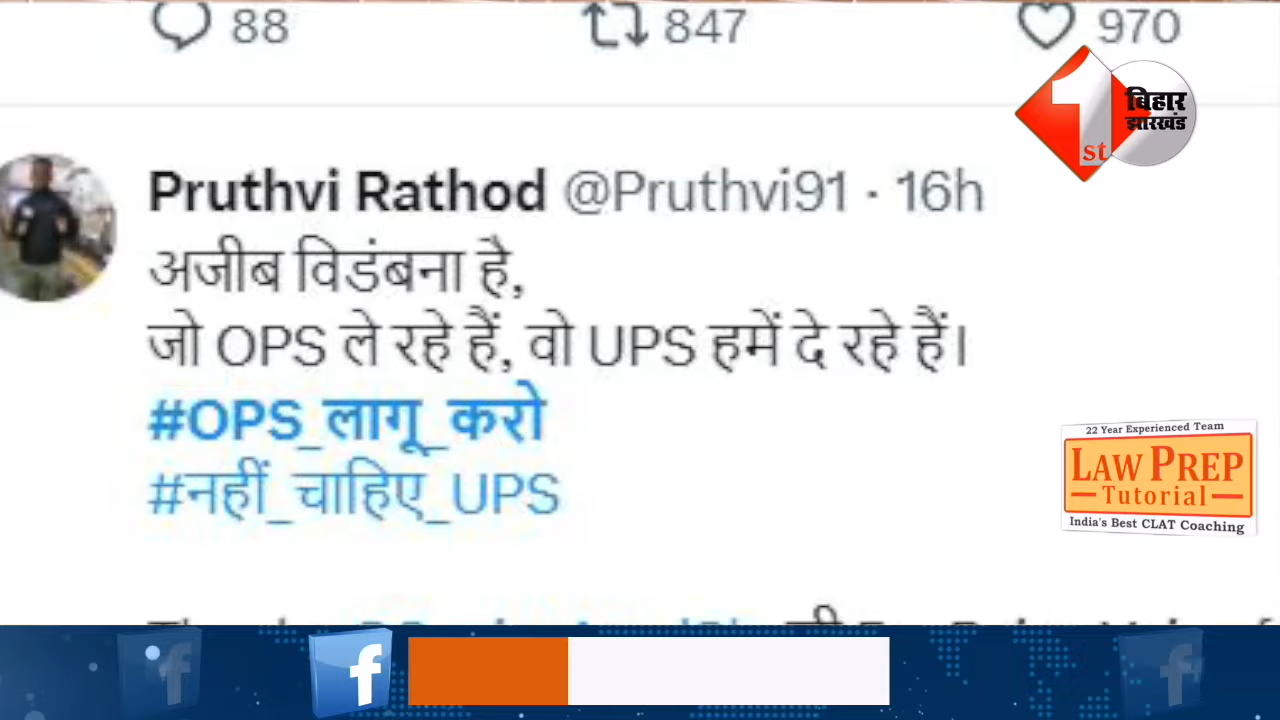 88 847 970
1st बिहार झारखंड
Pruthvi Rathod @Pruthvi91 · 16h
अजीब विडंबना है,
जो OPS ले रहे हैं, वो UPS हमें दे रहे हैं।
#OPS_लागू_करो
#नहीं_चाहिए_UPS
22 Year Experienced Team
LAW PREP
Tutorial
India's Best CLAT Coaching
f f f